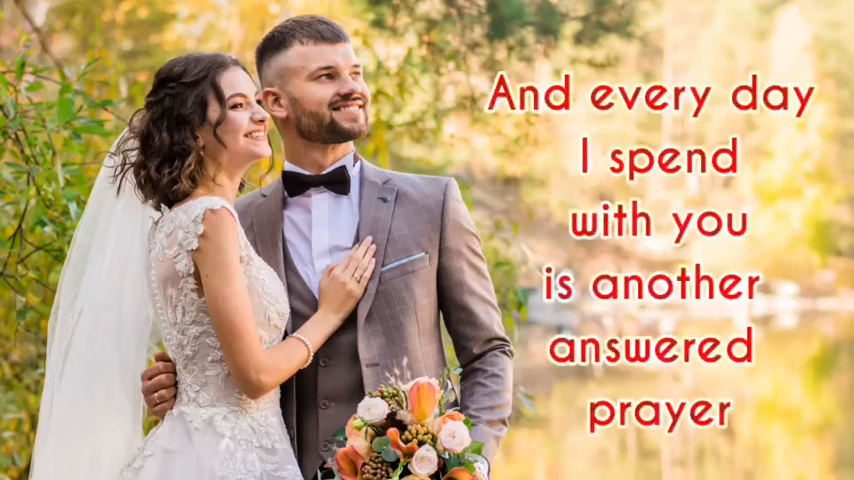 And every day
I spend
with you
is another
answered
prayer